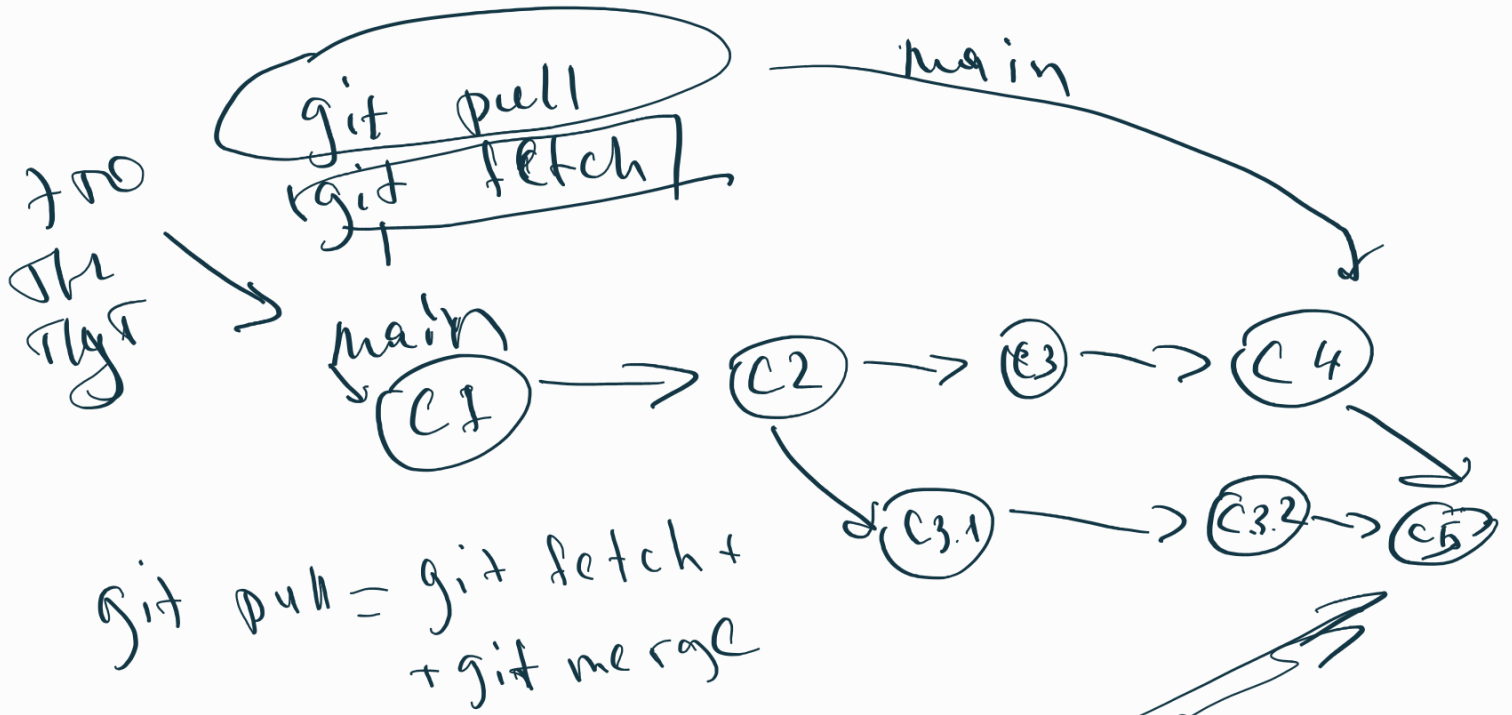 git pull
git fetch
main
main
C1
C2
C3
C4
C3.1
C3.2
C5
git pull = git fetch +
+ git merge